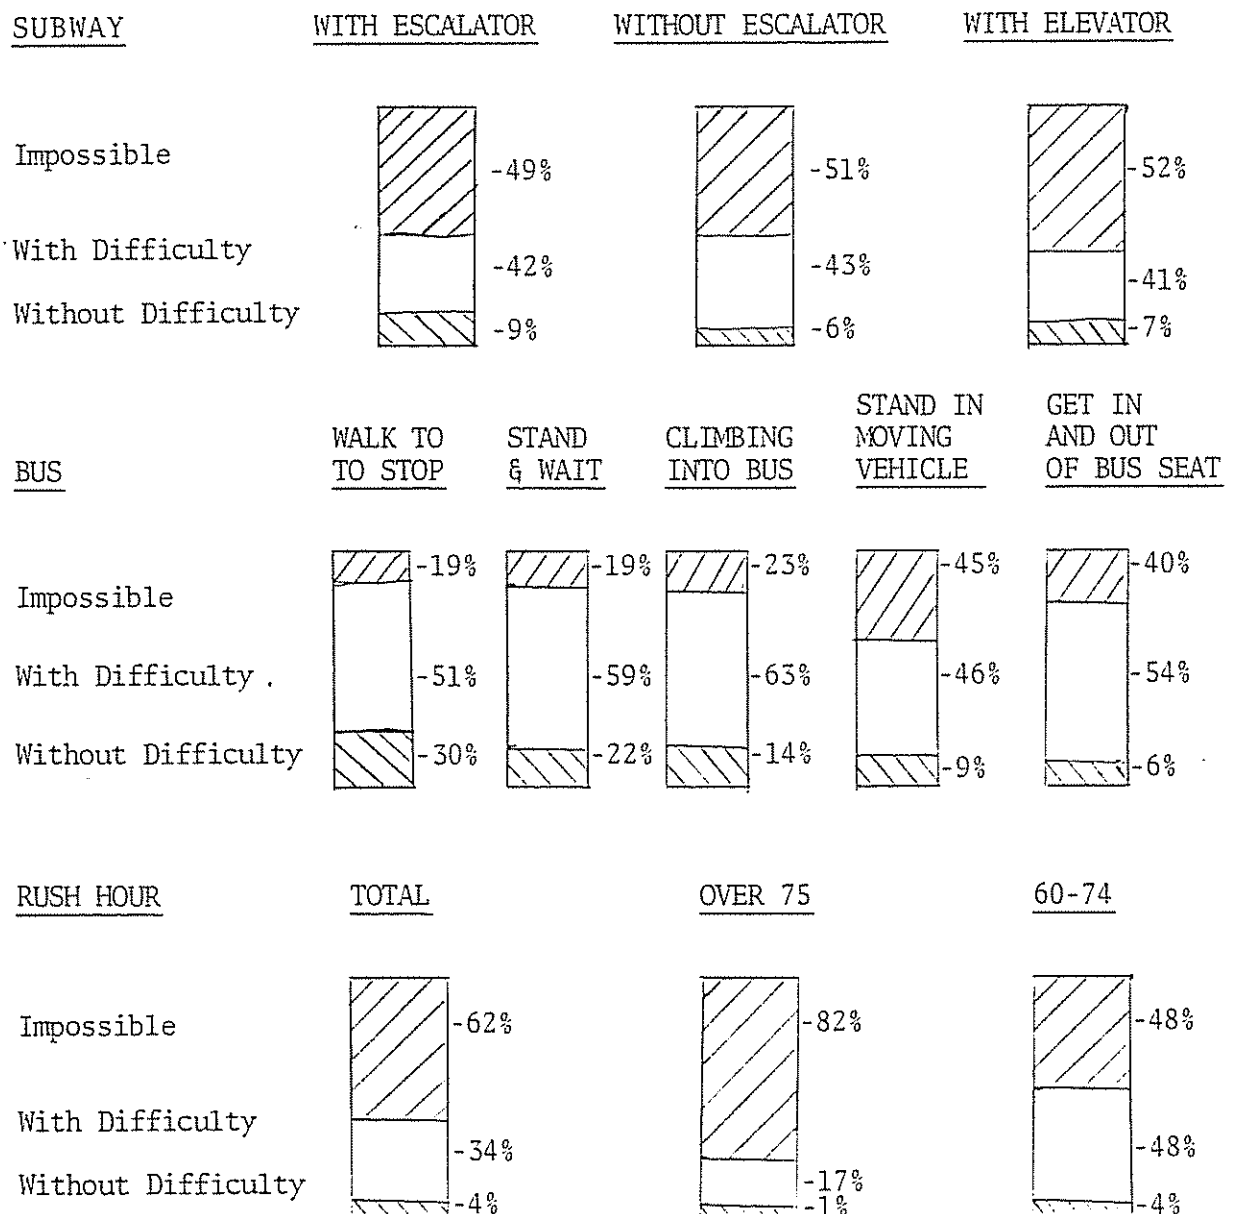 SUBWAY WITH ESCALATOR WITHOUT ESCALATOR WITH ELEVATOR
Impossible -49% -51% -52%
With Difficulty -42% -43% -41%
Without Difficulty -9% -6% -7%
BUS WALK TO TO STOP STAND & WAIT CLIMBING INTO BUS STAND IN MOVING VEHICLE GET IN AND OUT OF BUS SEAT
Impossible -19% -19% -23% -45% -40%
With Difficulty . -51% -59% -63% -46% -54%
Without Difficulty -30% -22% -14% -9% -6%
RUSH HOUR TOTAL OVER 75 60-74
Impossible -62% -82% -48%
With Difficulty -34% -17% -48%
Without Difficulty -4% -1% -4%